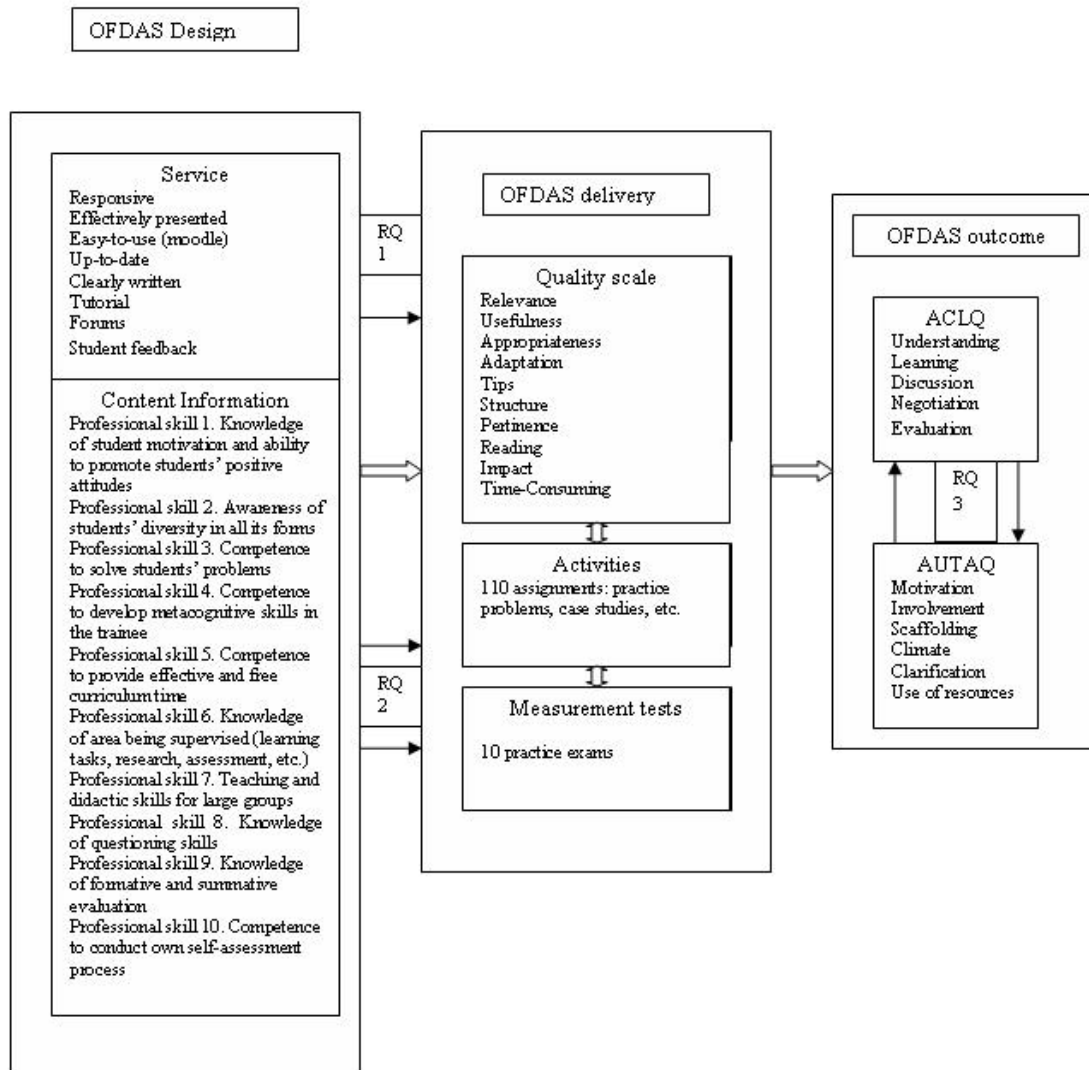 OFDAS Design
Service
Responsive
Effectively presented
Easy-to-use (moodle)
Up-to-date
Clearly written
Tutorial
Forums
Student feedback
Content Information
Professional skill 1. Knowledge
of student motivation and ability
to promote students' positive
attitudes
Professional skill 2. Awareness of
students' diversity in all its forms
Professional skill 3. Competence
to solve students' problems
Professional skill 4. Competence
to develop metacognitive skills in
the trainee
Professional skill 5. Competence
to provide effective and free
curriculum time
Professional skill 6. Knowledge
of area being supervised (learning
tasks, research, assessment, etc.)
Professional skill 7. Teaching and
didactic skills for large groups
Professional skill 8. Knowledge
of questioning skills
Professional skill 9. Knowledge
of formative and summative
evaluation
Professional skill 10. Competence
to conduct own self-assessment
process
RQ
1
RQ
2
OFDAS delivery
Quality scale
Relevance
Usefulness
Appropriateness
Adaptation
Tips
Structure
Pertinence
Reading
Impact
Time-Consuming
Activities
110 assignments: practice
problems, case studies, etc.
Measurement tests
10 practice exams
OFDAS outcome
ACLQ
Understanding
Learning
Discussion
Negotiation
Evaluation
RQ
3
AUTAQ
Motivation
Involvement
Scaffolding
Climate
Clarification
Use of resources